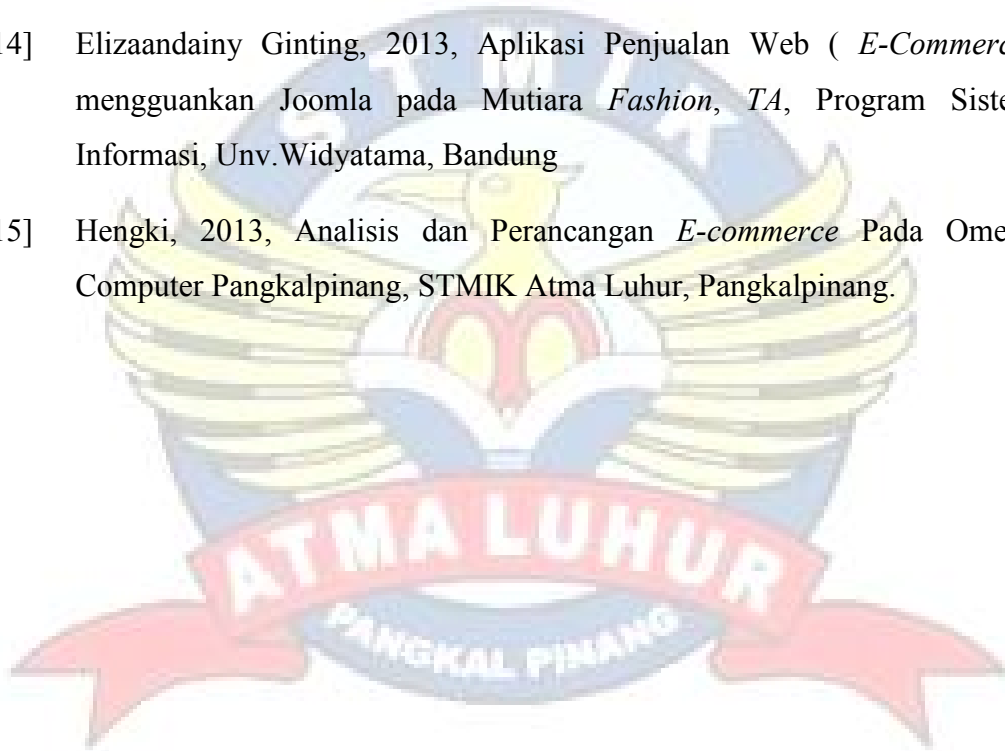 14] Elizaandainy Ginting, 2013, Aplikasi Penjualan Web ( E-Commerc
mengguankan Joomla pada Mutiara Fashion, TA, Program Siste
Informasi, Unv.Widyatama, Bandung
15] Hengki, 2013, Analisis dan Perancangan E-commerce Pada Ome
Computer Pangkalpinang, STMIK Atma Luhur, Pangkalpinang.
STMIK
ATMA LUHUR
PANGKAL PINANG